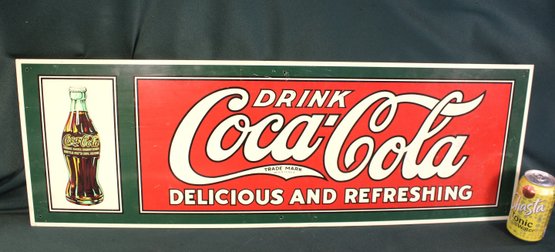 DRINK
Coca-Cola
TRADE MARK
DELICIOUS AND REFRESHING
Coca-Cola